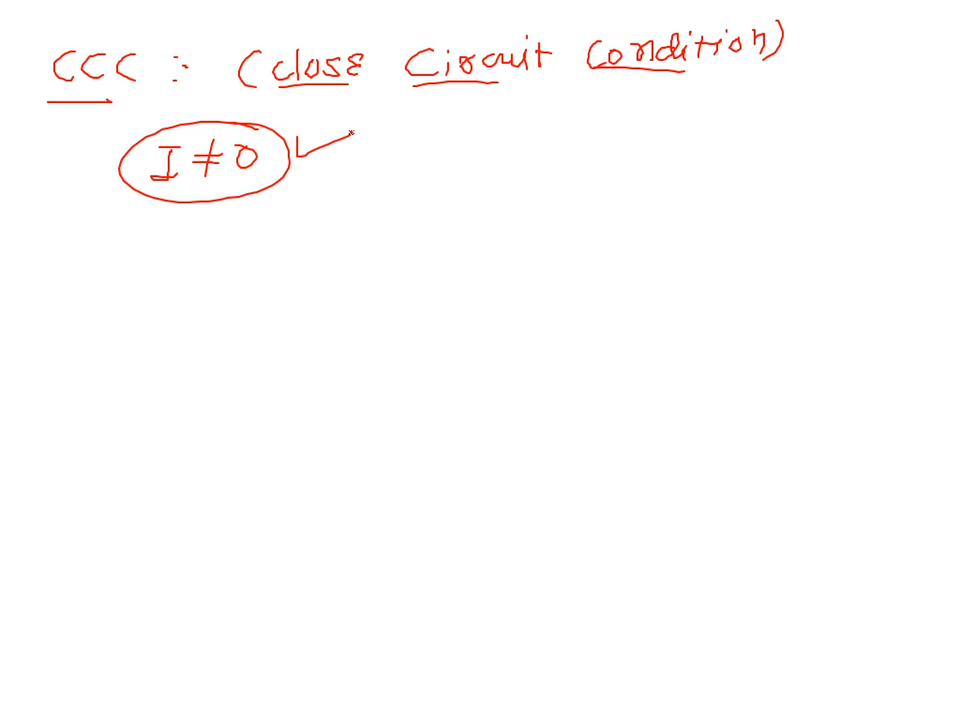 CCC : (close Circuit Condition)
I ≠ 0 ✓